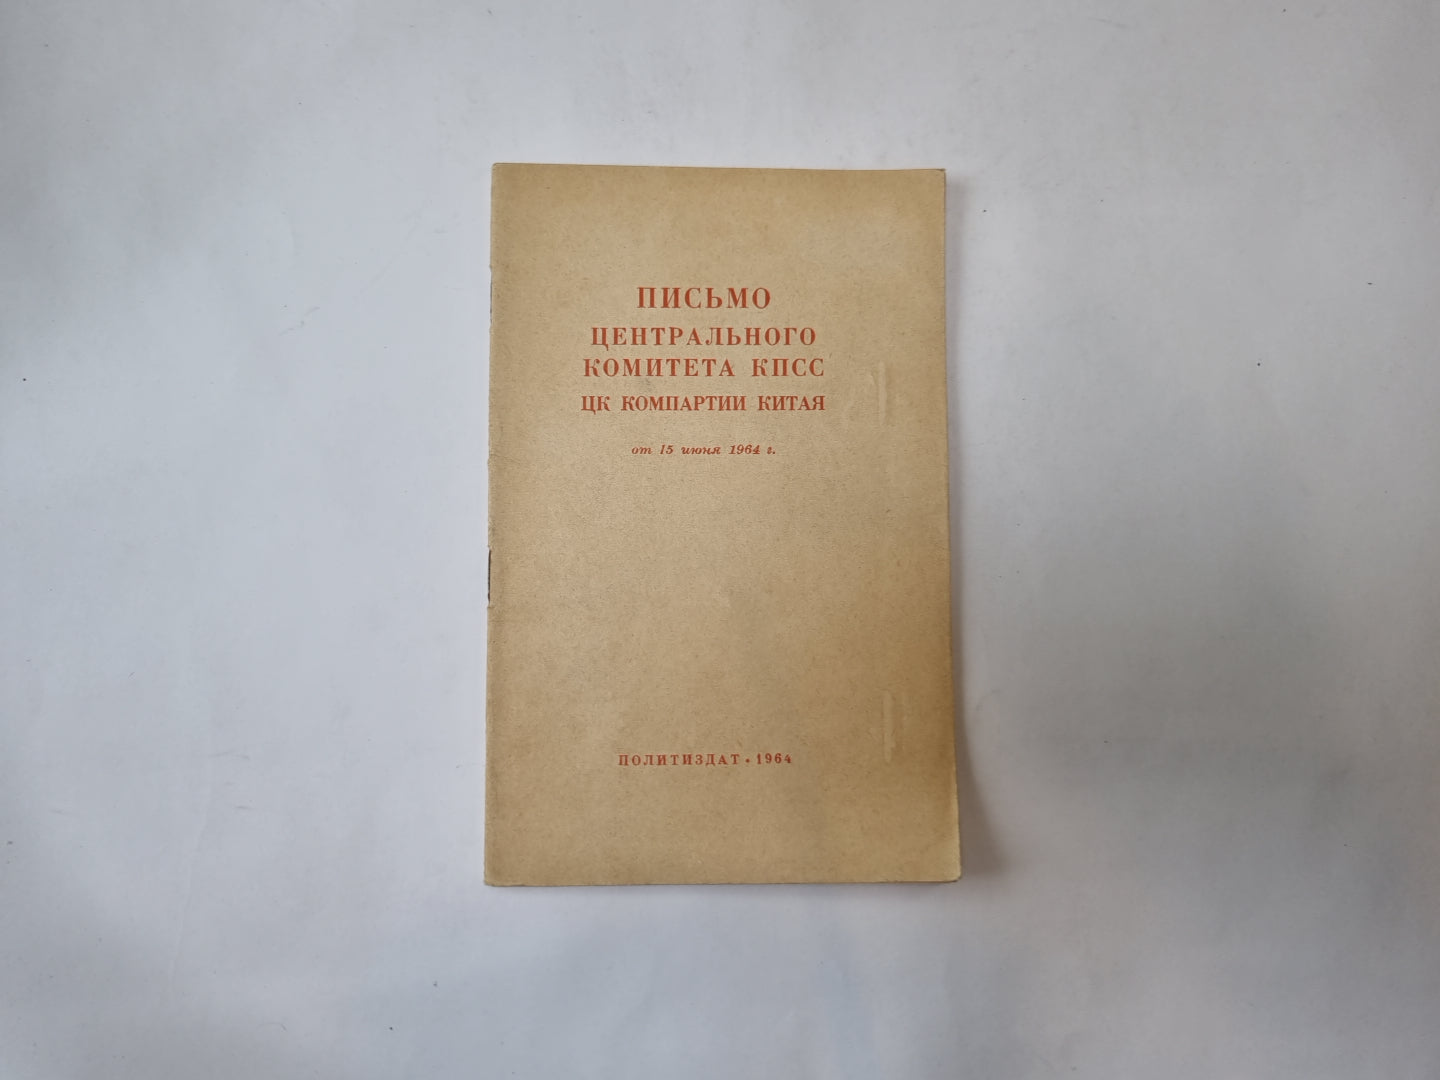 ПИСЬМО
ЦЕНТРАЛЬНОГО
КОМИТЕТА КПСС
ЦК КОМПАРТИИ КИТАЯ
от 15 июня 1964 г.
ПОЛИТИЗДАТ • 1964